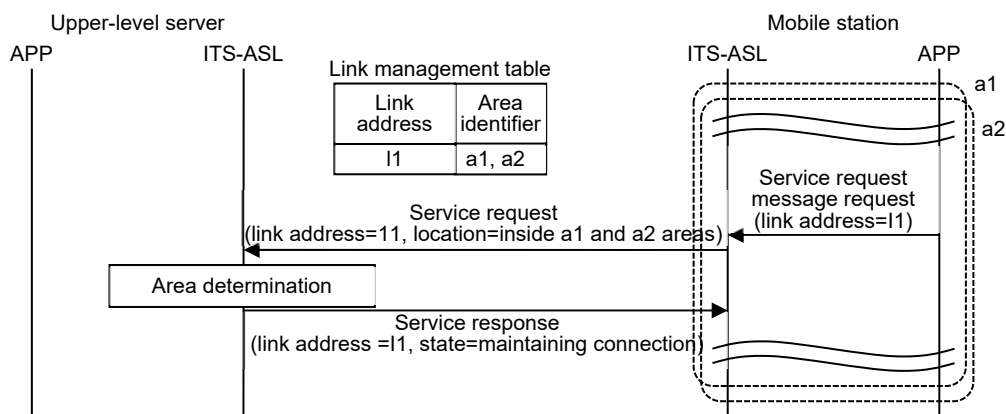 Upper-level server
Mobile station
APP
ITS-ASL
ITS-ASL
APP
Link management table
Link
address
Area
identifier
l1
a1, a2
a1
a2
Service request
message request
(link address=l1)
Service request
(link address=11, location=inside a1 and a2 areas)
Area determination
Service response
(link address =l1, state=maintaining connection)